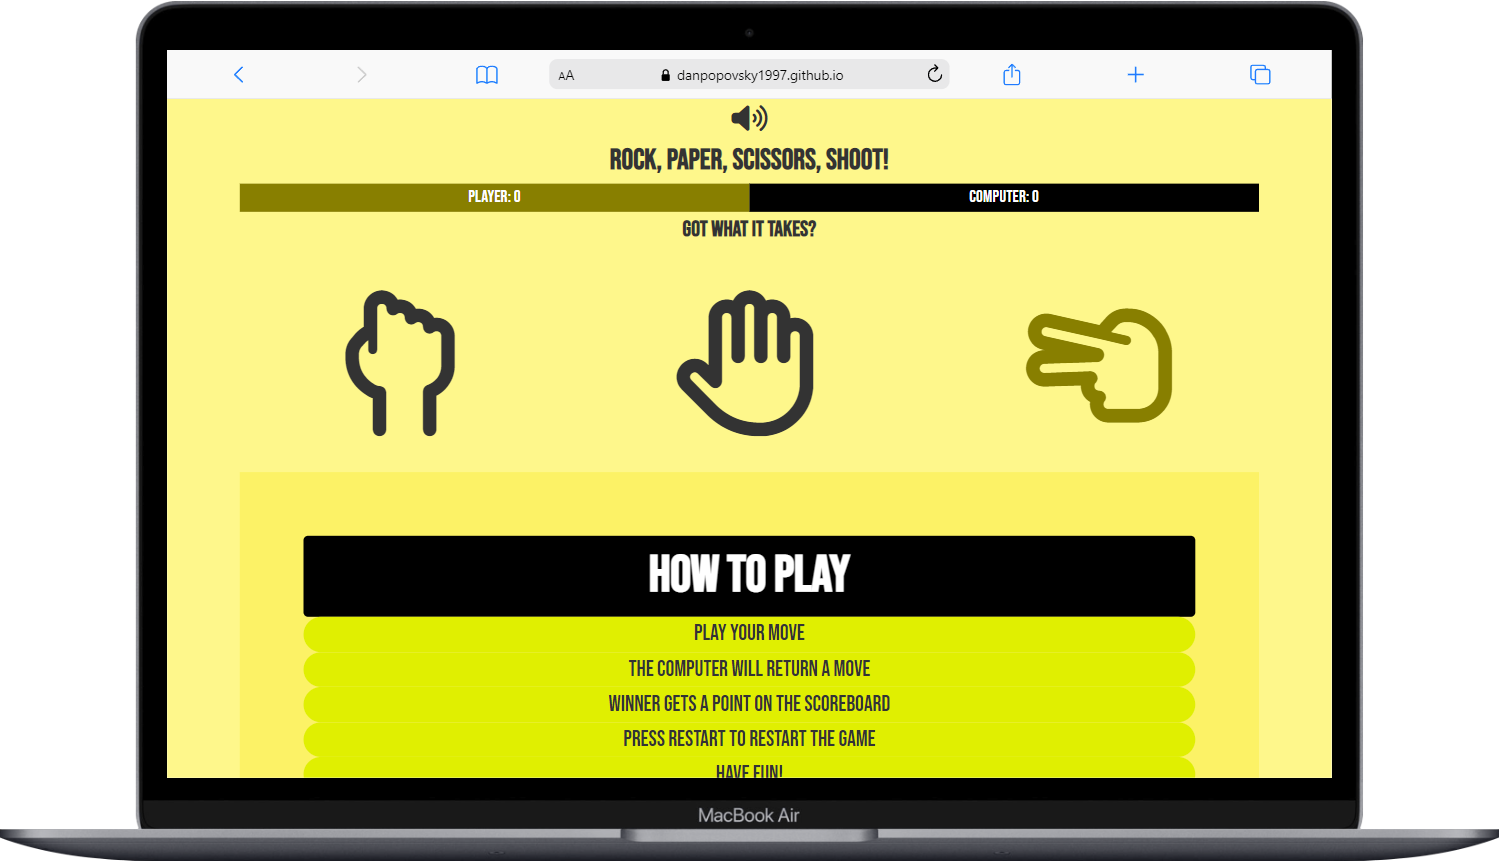 AA
danpopovsky1997.github.io
ROCK, PAPER, SCISSORS, SHOOT!
PLAYER: 0
COMPUTER: 0
GOT WHAT IT TAKES?
HOW TO PLAY
PLAY YOUR MOVE
THE COMPUTER WILL RETURN A MOVE
WINNER GETS A POINT ON THE SCOREBOARD
PRESS RESTART TO RESTART THE GAME
HAVE FUN!
MacBook Air